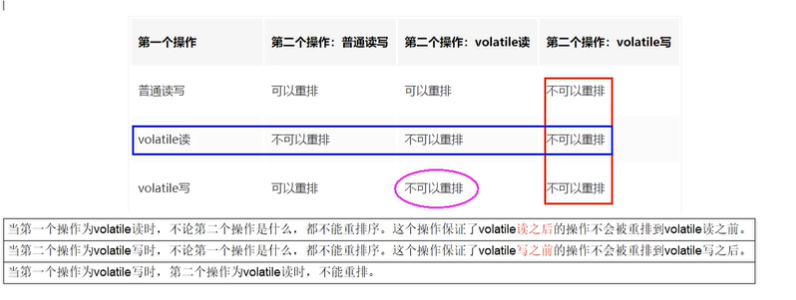 第一个操作 第二个操作：普通读写 第二个操作：volatile读 第二个操作：volatile写
普通读写 可以重排 可以重排 不可以重排
volatile读 不可以重排 不可以重排 不可以重排
volatile写 可以重排 不可以重排 不可以重排
当第一个操作为volatile读时，不论第二个操作是什么，都不能重排序。这个操作保证了volatile读之后的操作不会被重排到volatile读之前。
当第二个操作为volatile写时，不论第一个操作是什么，都不能重排序。这个操作保证了volatile写之前的操作不会被重排到volatile写之后。
当第一个操作为volatile写时，第二个操作为volatile读时，不能重排。